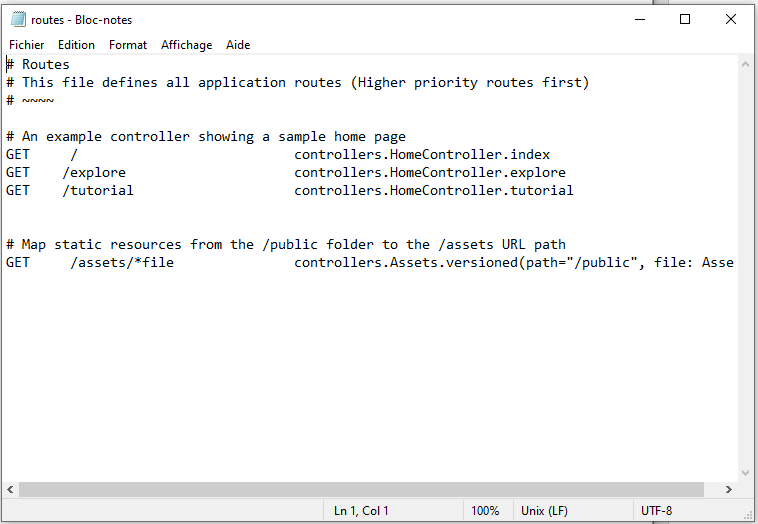 routes - Bloc-notes
Fichier Edition Format Affichage Aide
# Routes
# This file defines all application routes (Higher priority routes first)
# ~~~~
# An example controller showing a sample home page
GET     /                           controllers.HomeController.index
GET    /explore                     controllers.HomeController.explore
GET    /tutorial                    controllers.HomeController.tutorial
# Map static resources from the /public folder to the /assets URL path
GET     /assets/*file               controllers.Assets.versioned(path="/public", file: Asse
Ln 1, Col 1 100% Unix (LF) UTF-8